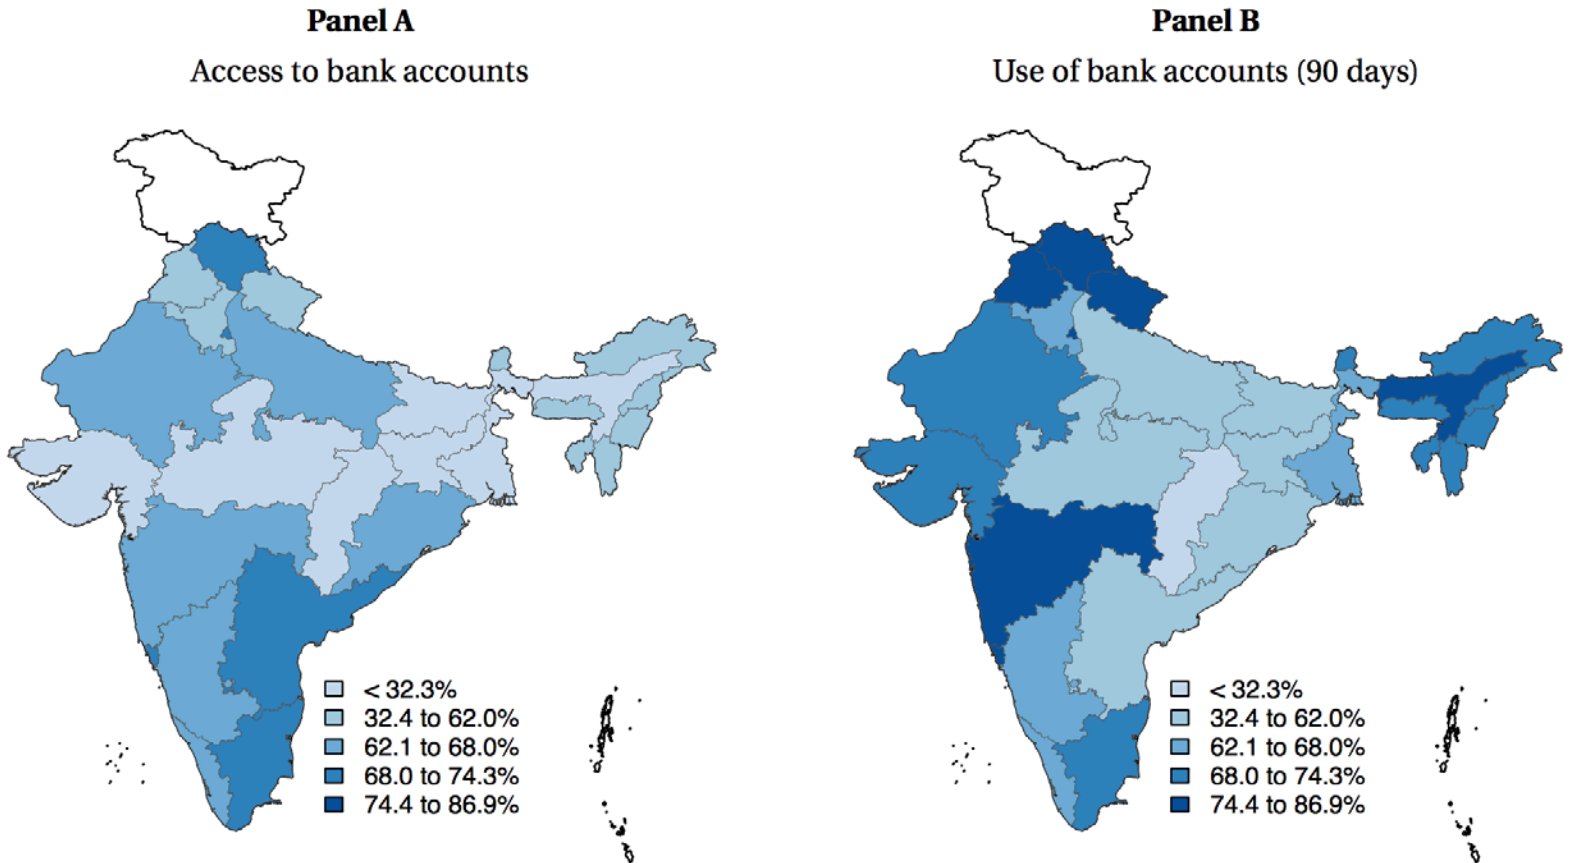 Panel A
Access to bank accounts
< 32.3%
32.4 to 62.0%
62.1 to 68.0%
68.0 to 74.3%
74.4 to 86.9%
Panel B
Use of bank accounts (90 days)
< 32.3%
32.4 to 62.0%
62.1 to 68.0%
68.0 to 74.3%
74.4 to 86.9%